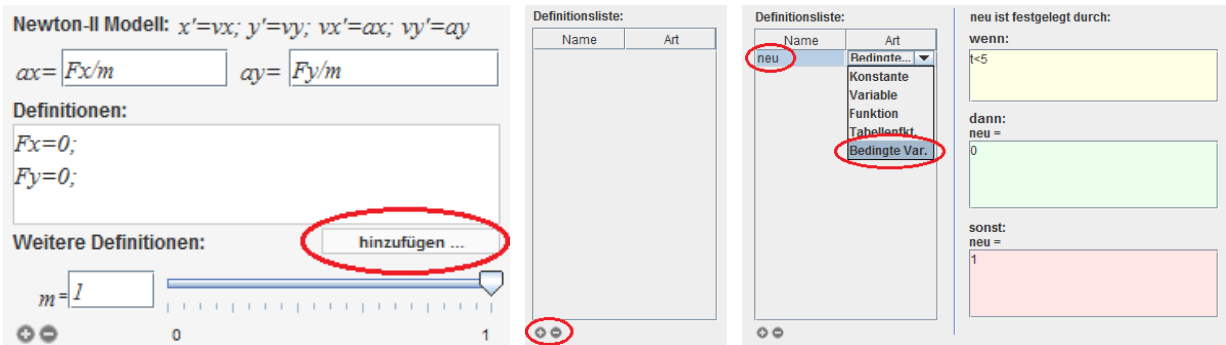 Newton-II Modell: x'=vx; y'=vy; vx'=ax; vy'=ay
ax= Fx/m ay= Fy/m
Definitionen:
Fx=0;
Fy=0;
Weitere Definitionen: hinzufügen ...
m= 1
0 1
Definitionsliste:
Name Art
Definitionsliste:
Name Art
neu Bedingte...
Konstante
Variable
Funktion
Tabellenfkt.
Bedingte Var.
neu ist festgelegt durch:
wenn:
t<5
dann:
neu =
0
sonst:
neu =
1